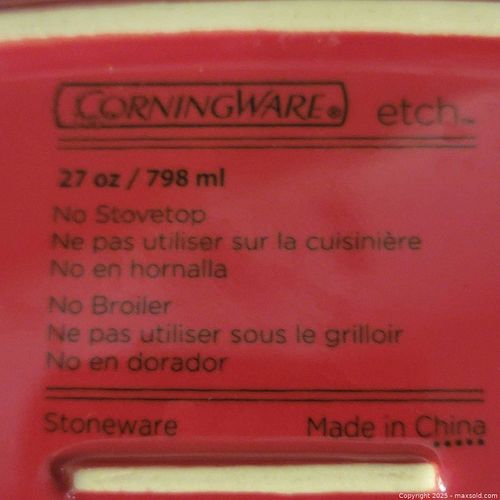 CORNINGWARE® etch™
27 oz / 798 ml
No Stovetop
Ne pas utiliser sur la cuisinière
No en hornalla
No Broiler
Ne pas utiliser sous le grilloir
No en dorador
Stoneware Made in China
Copyright © 2025 - maxsold.com